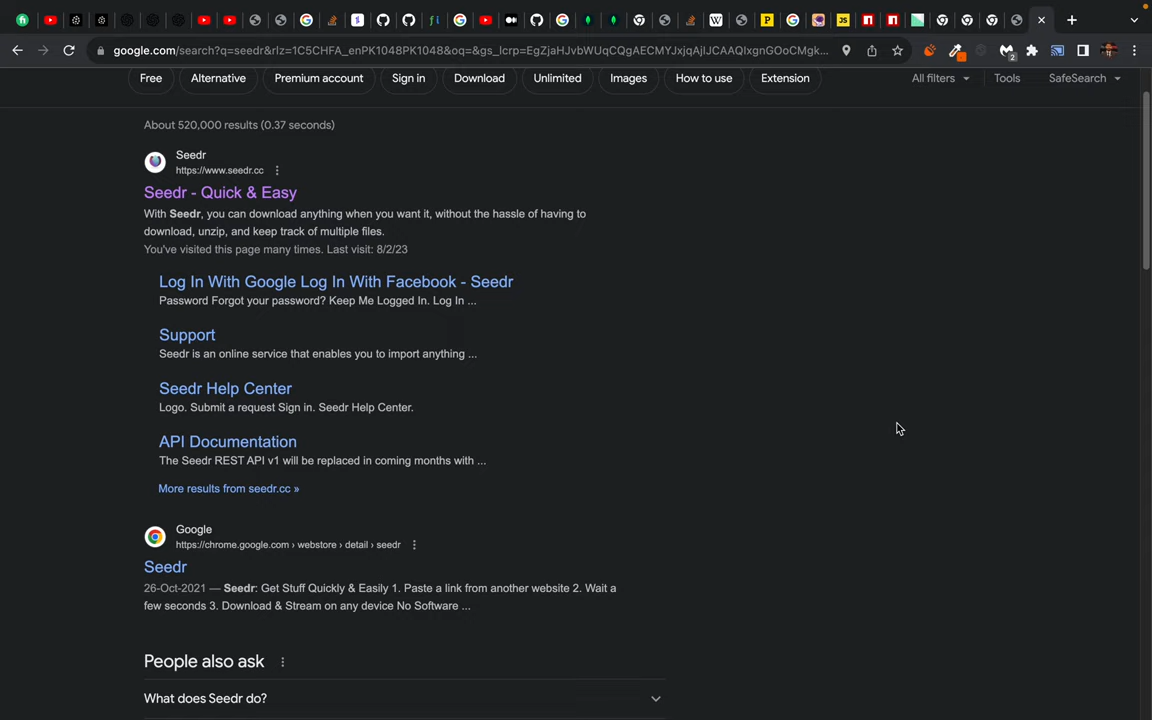 google.com/search?q=seedr&rlz=1C5CHFA_enPK1048PK1048&oq=&gs_lcrp=EgZjaHJvbWUqCQgAECMYJxjqAjIJCAAQIxgnGOoCMgk...
2
Free Alternative Premium account Sign in Download Unlimited Images How to use Extension All filters Tools SafeSearch
About 520,000 results (0.37 seconds)
Seedr
https://www.seedr.cc
Seedr - Quick & Easy
With Seedr, you can download anything when you want it, without the hassle of having to
download, unzip, and keep track of multiple files.
You've visited this page many times. Last visit: 8/2/23
Log In With Google Log In With Facebook - Seedr
Password Forgot your password? Keep Me Logged In. Log In ...
Support
Seedr is an online service that enables you to import anything ...
Seedr Help Center
Logo. Submit a request Sign in. Seedr Help Center.
API Documentation
The Seedr REST API v1 will be replaced in coming months with ...
More results from seedr.cc »
Google
https://chrome.google.com › webstore › detail › seedr
Seedr
26-Oct-2021 — Seedr: Get Stuff Quickly & Easily 1. Paste a link from another website 2. Wait a
few seconds 3. Download & Stream on any device No Software ...
People also ask
What does Seedr do?